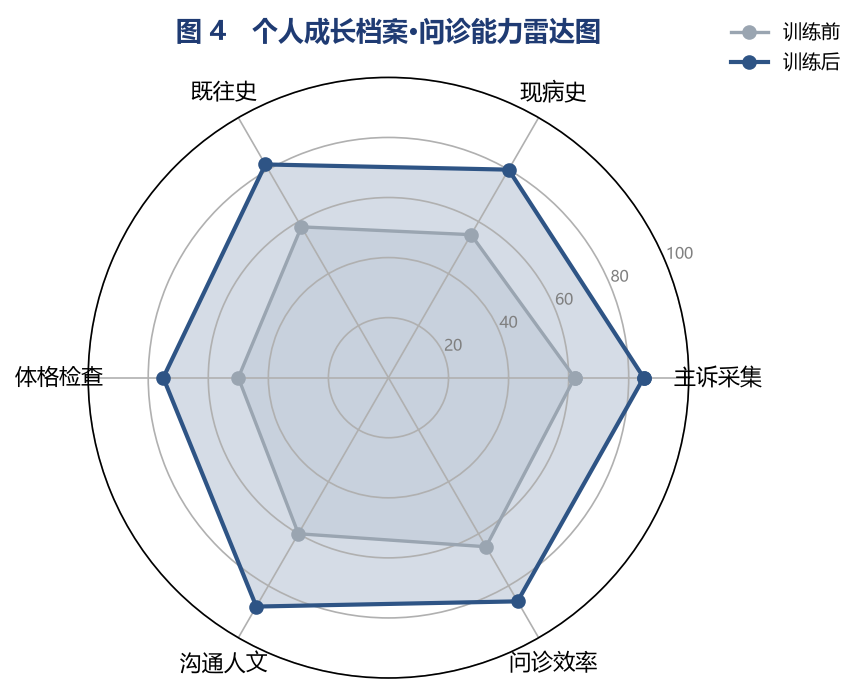 图 4　个人成长档案·问诊能力雷达图
训练前
训练后
既往史
现病史
100
80
60
40
20
体格检查
主诉采集
沟通人文
问诊效率